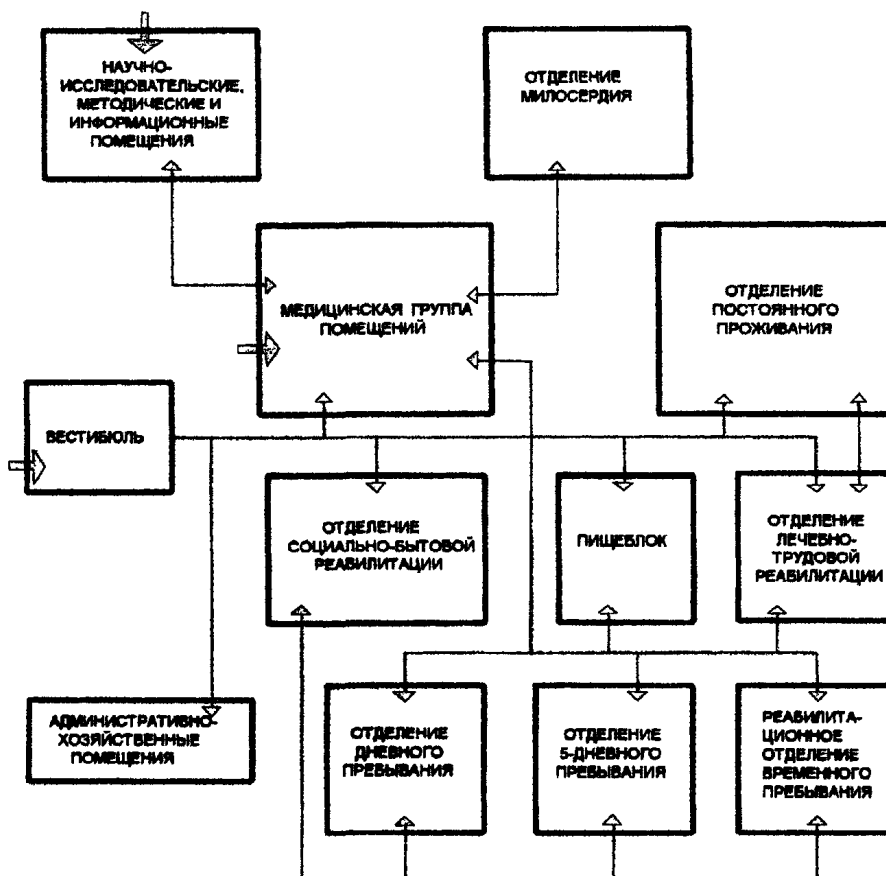 НАУЧНО-
ИССЛЕДОВАТЕЛЬСКИЕ,
МЕТОДИЧЕСКИЕ И
ИНФОРМАЦИОННЫЕ
ПОМЕЩЕНИЯ
ОТДЕЛЕНИЕ
МИЛОСЕРДИЯ
МЕДИЦИНСКАЯ ГРУППА
ПОМЕЩЕНИЙ
ОТДЕЛЕНИЕ
ПОСТОЯННОГО
ПРОЖИВАНИЯ
ВЕСТИБЮЛЬ
ОТДЕЛЕНИЕ
СОЦИАЛЬНО-БЫТОВОЙ
РЕАБИЛИТАЦИИ
ПИЩЕБЛОК
ОТДЕЛЕНИЕ
ЛЕЧЕБНО-
ТРУДОВОЙ
РЕАБИЛИТАЦИИ
АДМИНИСТРАТИВНО-
ХОЗЯЙСТВЕННЫЕ
ПОМЕЩЕНИЯ
ОТДЕЛЕНИЕ
ДНЕВНОГО
ПРЕБЫВАНИЯ
ОТДЕЛЕНИЕ
5-ДНЕВНОГО
ПРЕБЫВАНИЯ
РЕАБИЛИТА-
ЦИОННОЕ
ОТДЕЛЕНИЕ
ВРЕМЕННОГО
ПРЕБЫВАНИЯ